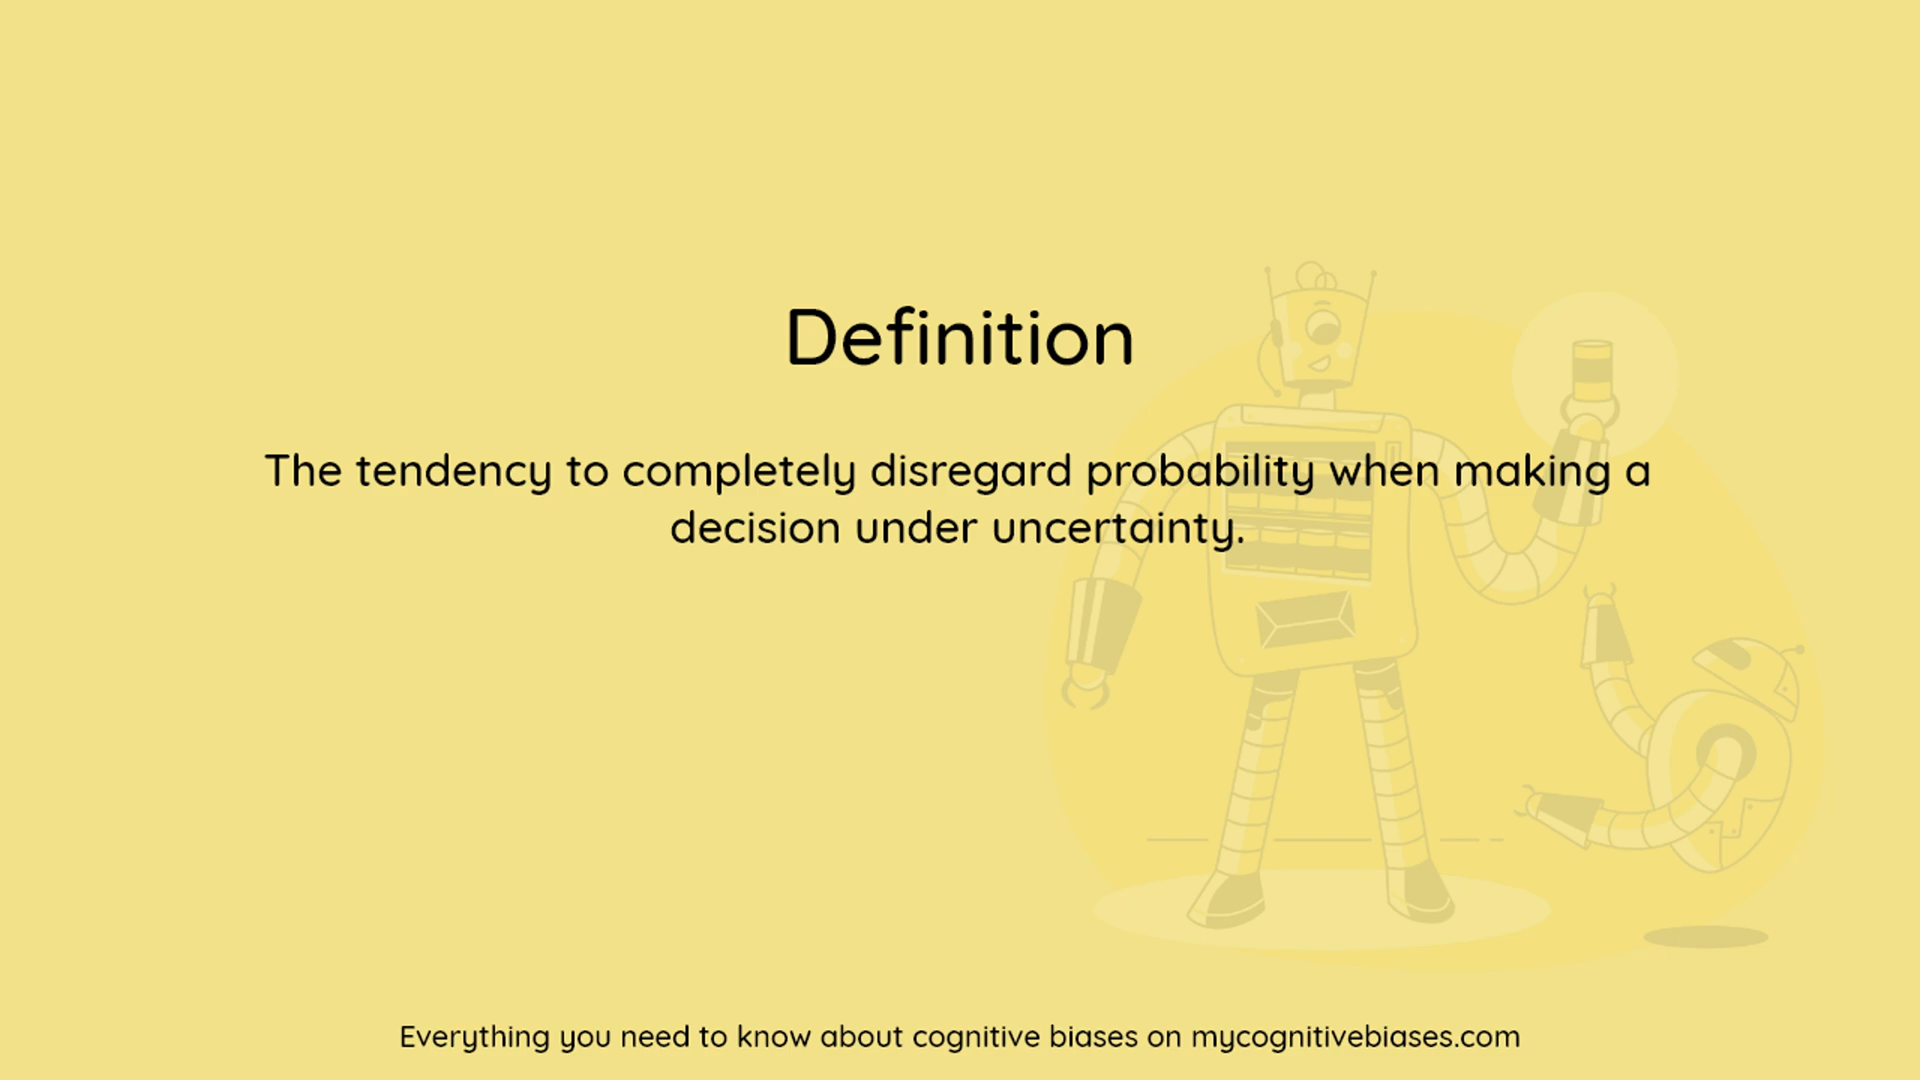 Definition
The tendency to completely disregard probability when making a
decision under uncertainty.
Everything you need to know about cognitive biases on mycognitivebiases.com